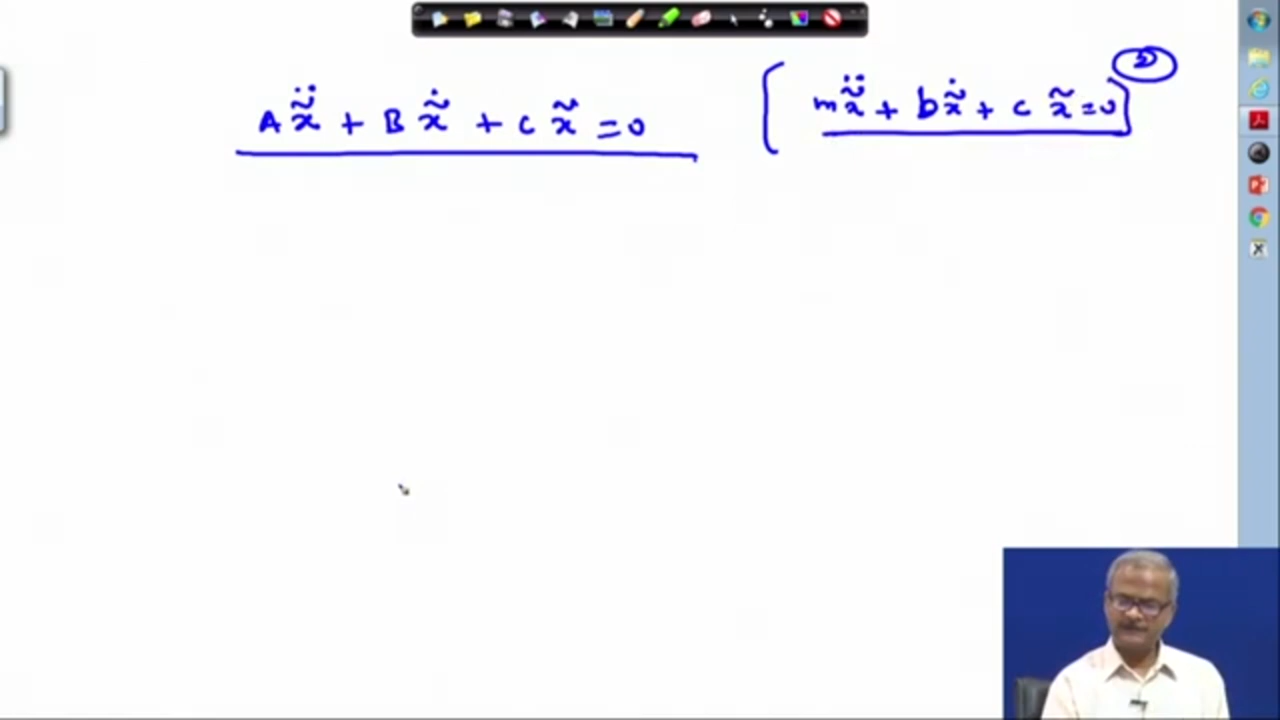 A ẍ̃ + B ẋ̃ + C x̃ = 0
[ m ẍ̃ + b ẋ̃ + c x̃ = 0 ]